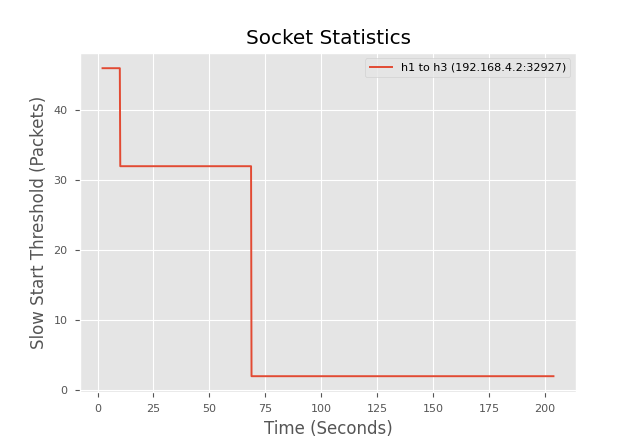 Socket Statistics
h1 to h3 (192.168.4.2:32927)
Slow Start Threshold (Packets)
40
30
20
10
0
0 25 50 75 100 125 150 175 200
Time (Seconds)